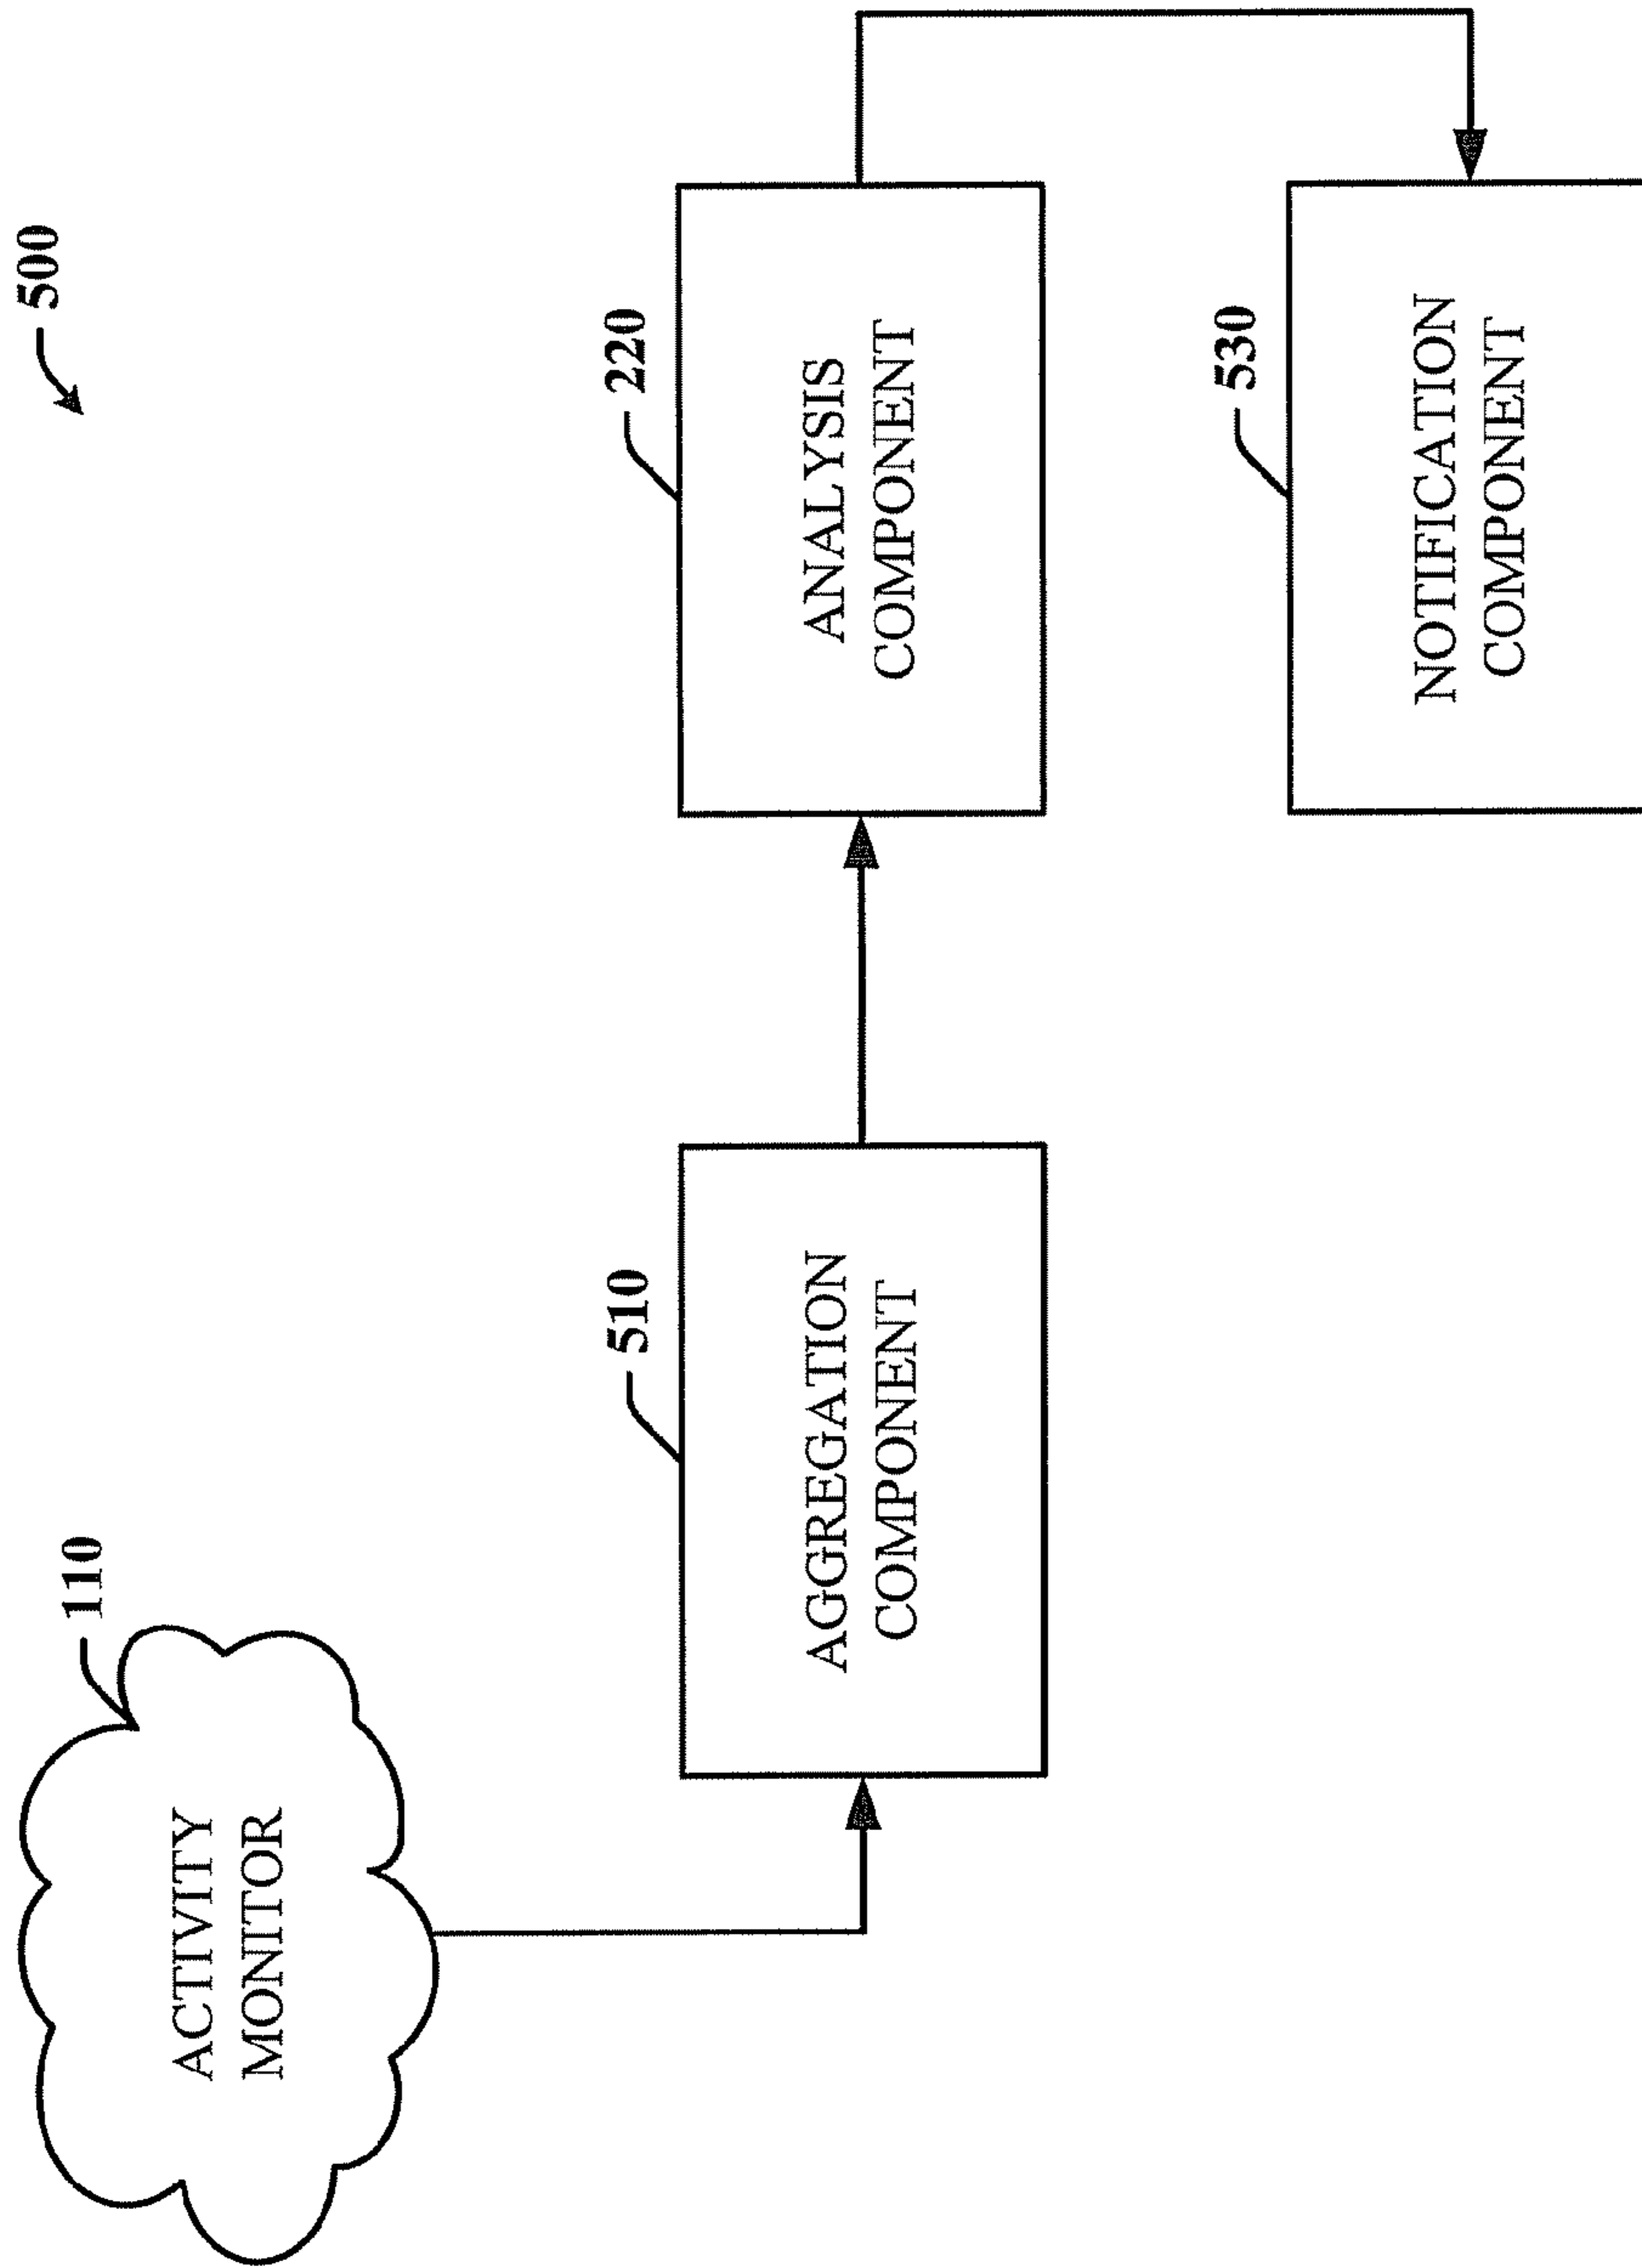 500
110
ACTIVITY
MONITOR
510
AGGREGATION
COMPONENT
220
ANALYSIS
COMPONENT
530
NOTIFICATION
COMPONENT